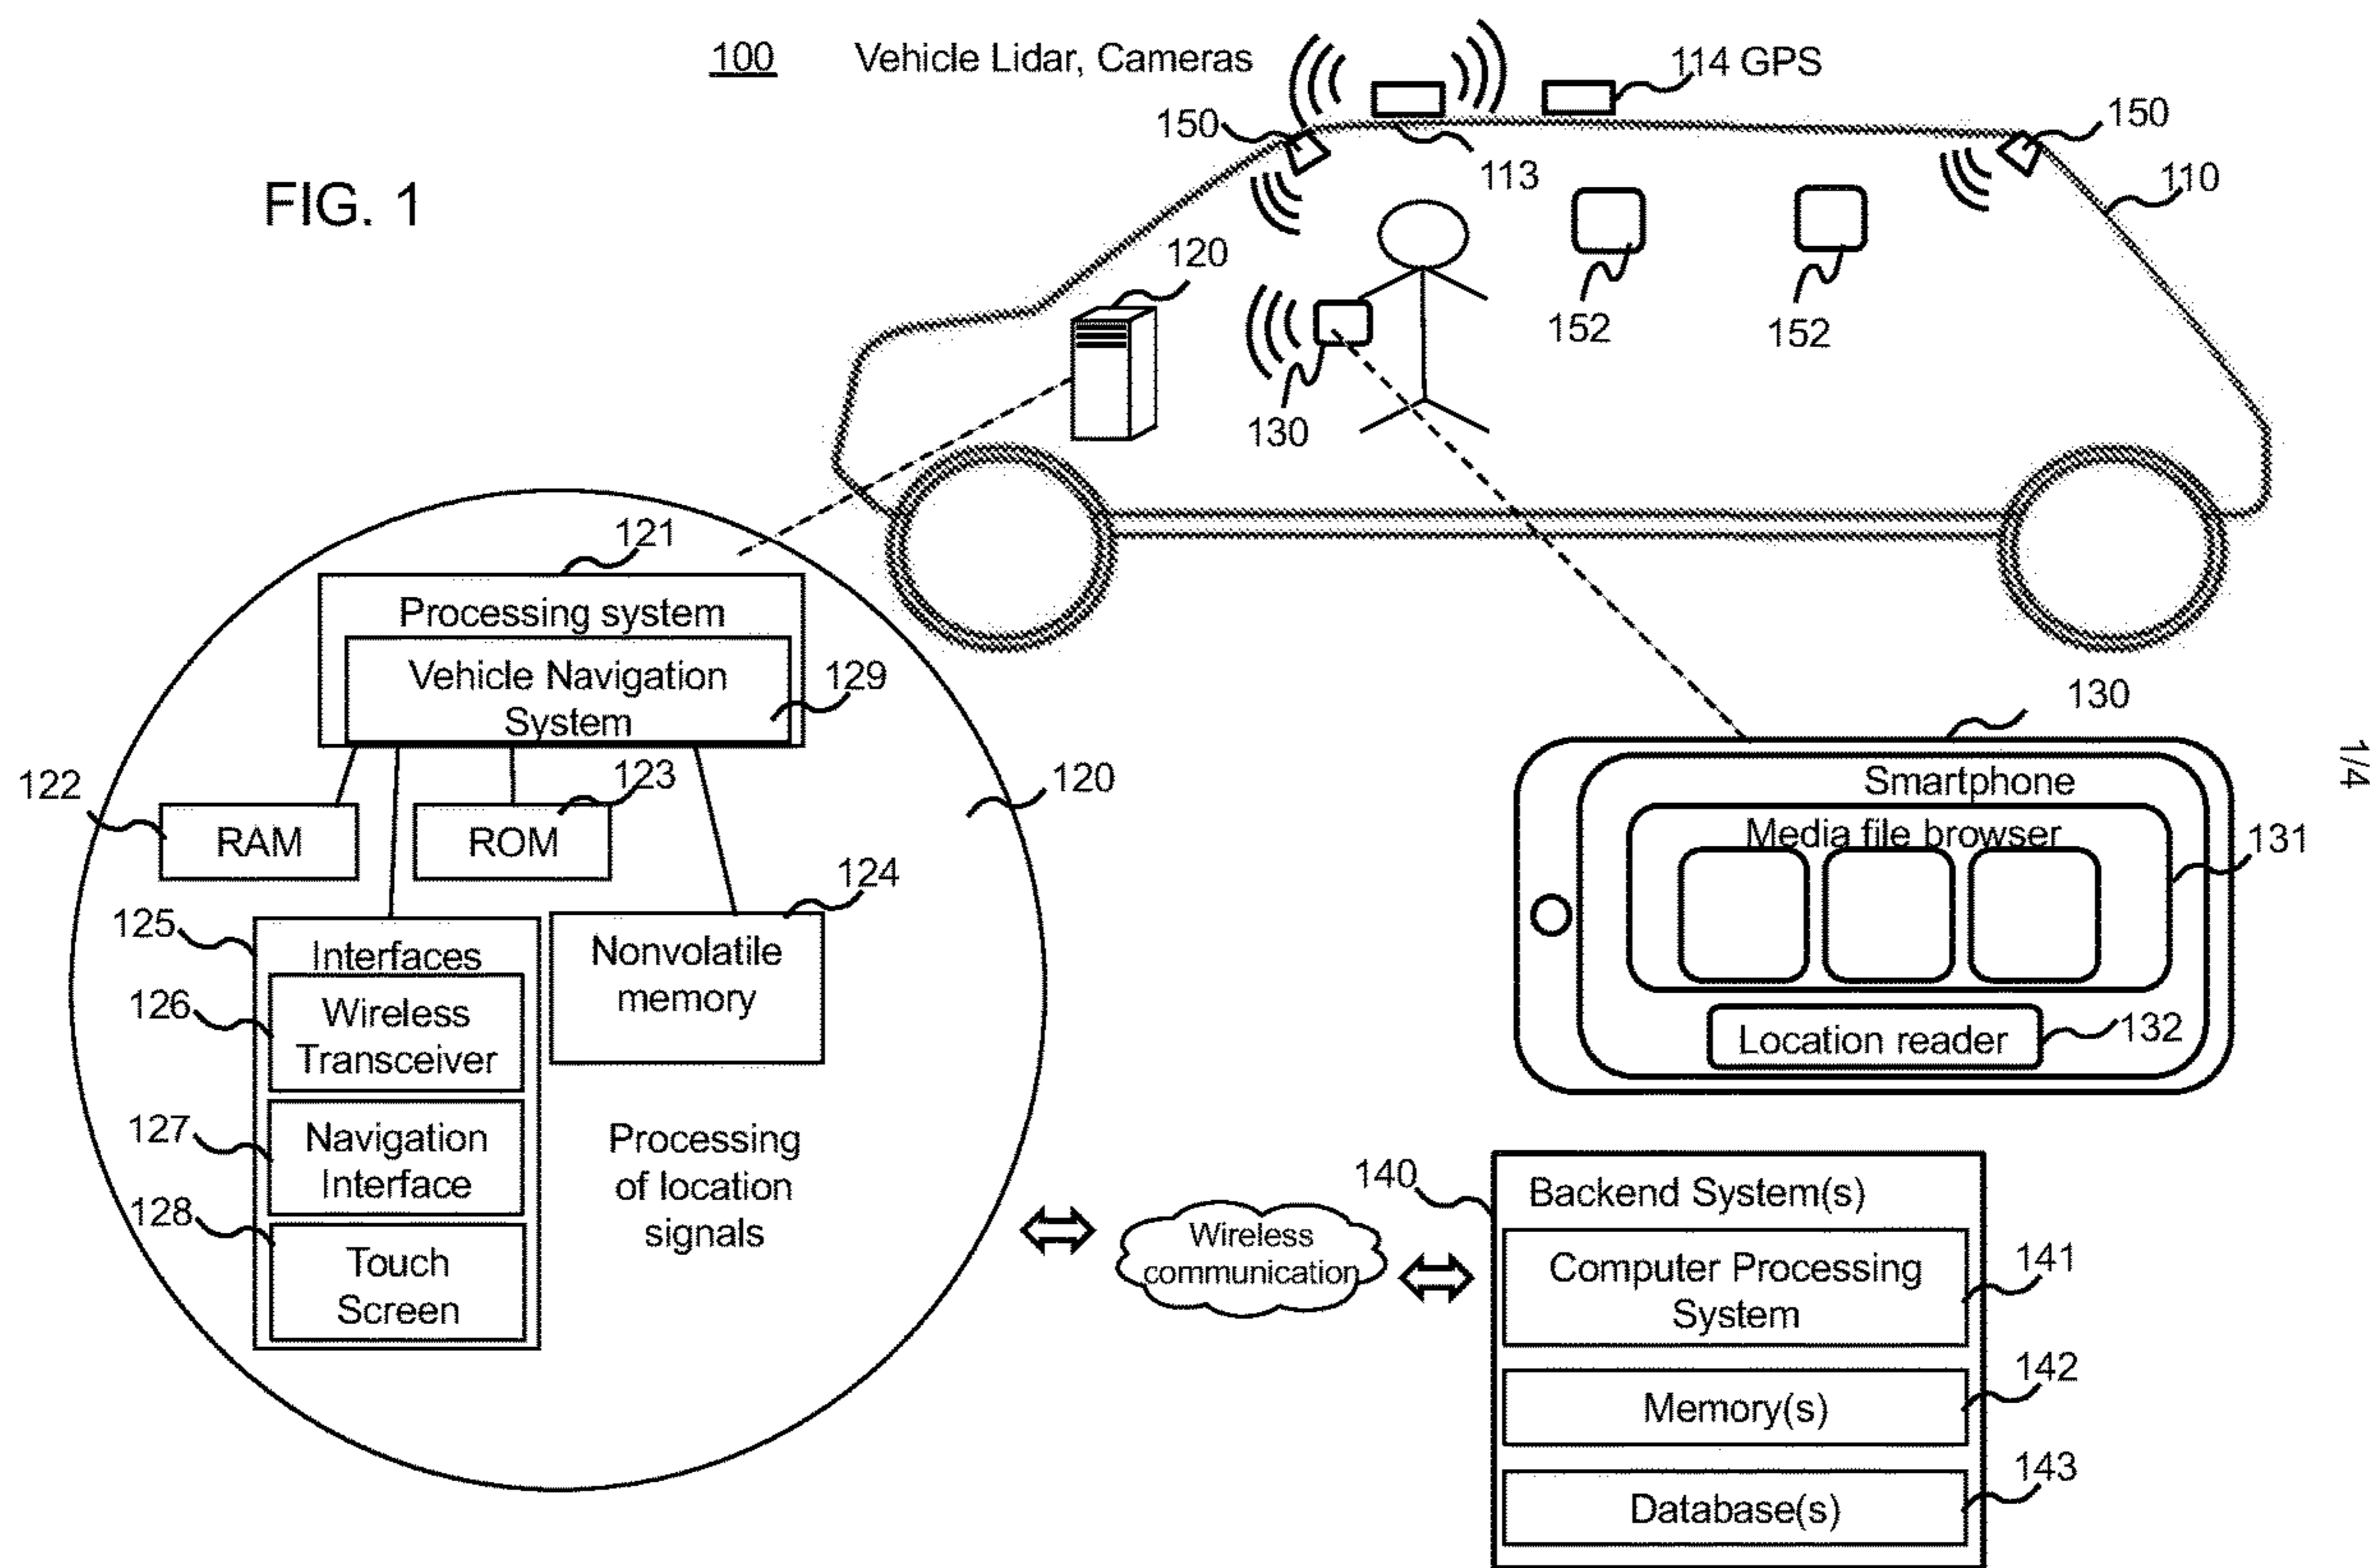 100
Vehicle Lidar, Cameras
114 GPS
150
150
113
110
FIG. 1
120
152
152
130
121
Processing system
Vehicle Navigation
System
129
130
1/4
122
RAM
123
ROM
120
Smartphone
Media file browser
131
124
125
Interfaces
Nonvolatile
memory
126
Wireless
Transceiver
Location reader
132
127
Navigation
Interface
Processing
of location
signals
128
Touch
Screen
Wireless
communication
140
Backend System(s)
Computer Processing
System
141
142
Memory(s)
143
Database(s)